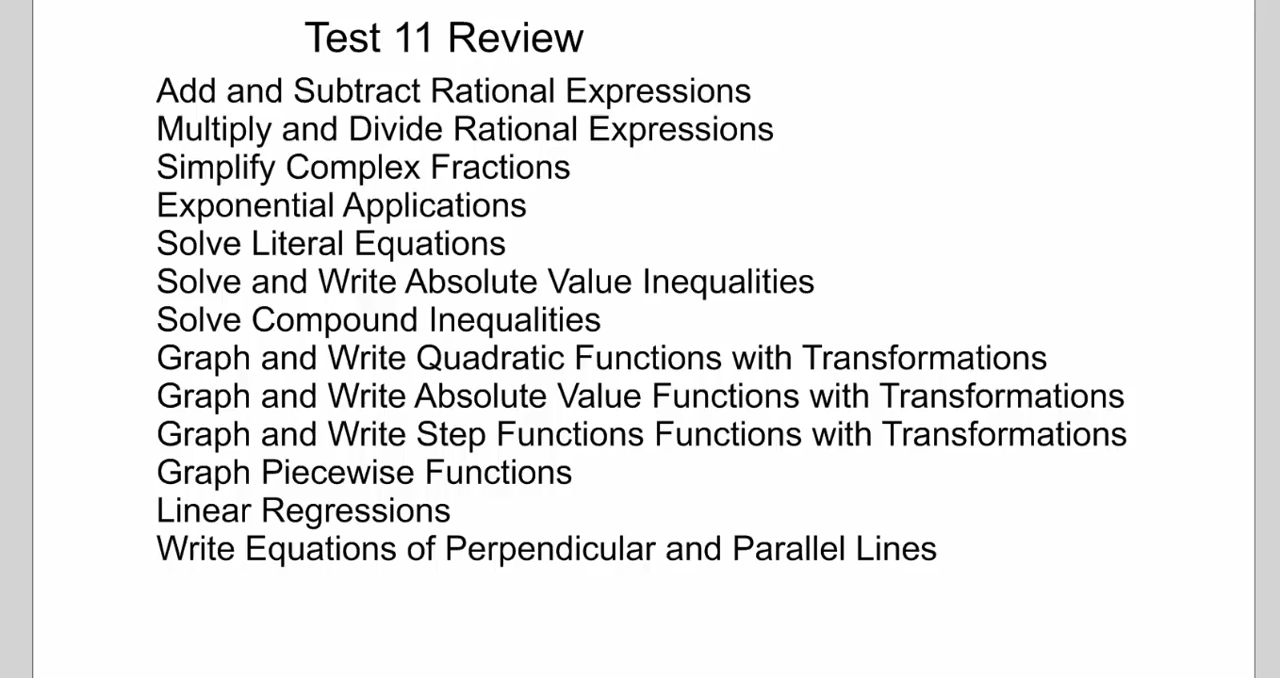 Test 11 Review
Add and Subtract Rational Expressions
Multiply and Divide Rational Expressions
Simplify Complex Fractions
Exponential Applications
Solve Literal Equations
Solve and Write Absolute Value Inequalities
Solve Compound Inequalities
Graph and Write Quadratic Functions with Transformations
Graph and Write Absolute Value Functions with Transformations
Graph and Write Step Functions Functions with Transformations
Graph Piecewise Functions
Linear Regressions
Write Equations of Perpendicular and Parallel Lines